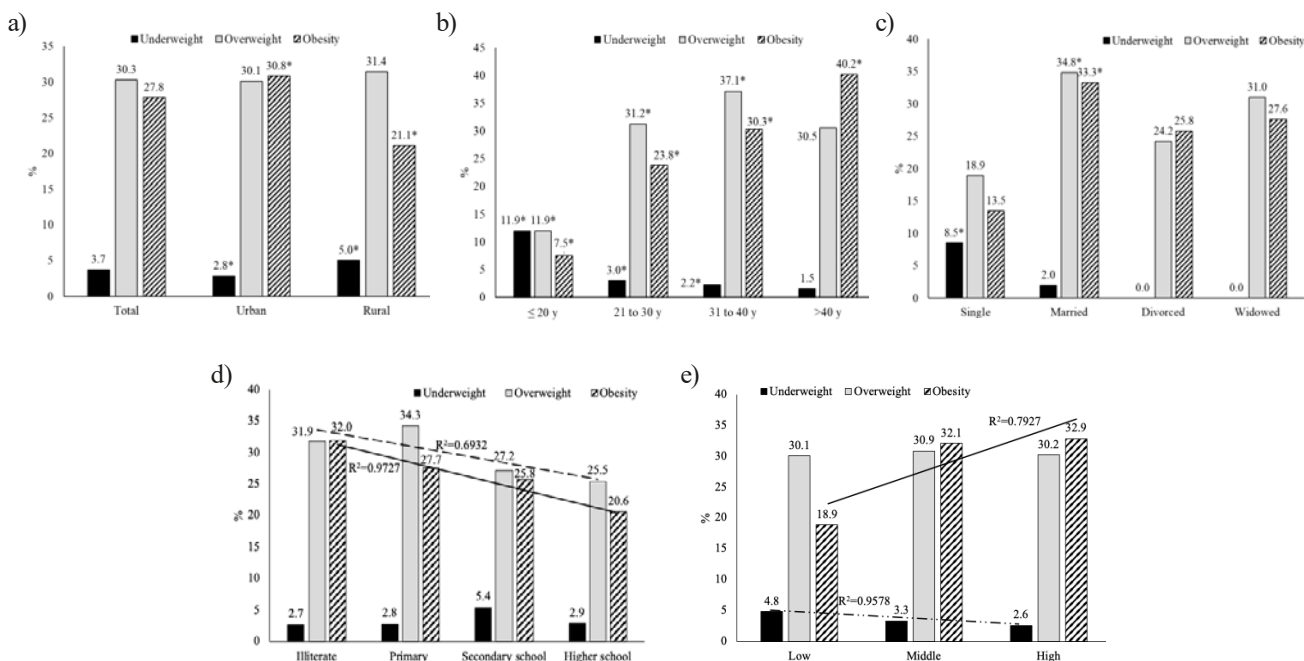 a)
Underweight Overweight Obesity
35
30
25
20
15
10
5
0
%
3.7 30.3 27.8
2.8* 30.1 30.8*
5.0* 31.4 21.1*
Total Urban Rural
b)
Underweight Overweight Obesity
45
40
35
30
25
20
15
10
5
0
%
11.9* 11.9* 7.5*
3.0* 31.2* 23.8*
2.2* 37.1* 30.3*
1.5 30.5 40.2*
≤ 20 y 21 to 30 y 31 to 40 y >40 y
c)
Underweight Overweight Obesity
40
35
30
25
20
15
10
5
0
%
8.5* 18.9 13.5
2.0 34.8* 33.3*
0.0 24.2 25.8
0.0 31.0 27.6
Single Married Divorced Widowed
d)
Underweight Overweight Obesity
40
35
30
25
20
15
10
5
0
%
2.7 31.9 32.0
2.8 34.3 27.7
5.4 27.2 25.8
2.9 25.5 20.6
R²=0.6932
R²=0.9727
Illiterate Primary Secondary school Higher school
e)
Underweight Overweight Obesity
40
35
30
25
20
15
10
5
0
%
4.8 30.1 18.9
3.3 30.9 32.1
2.6 30.2 32.9
R²=0.7927
R²=0.9578
Low Middle High